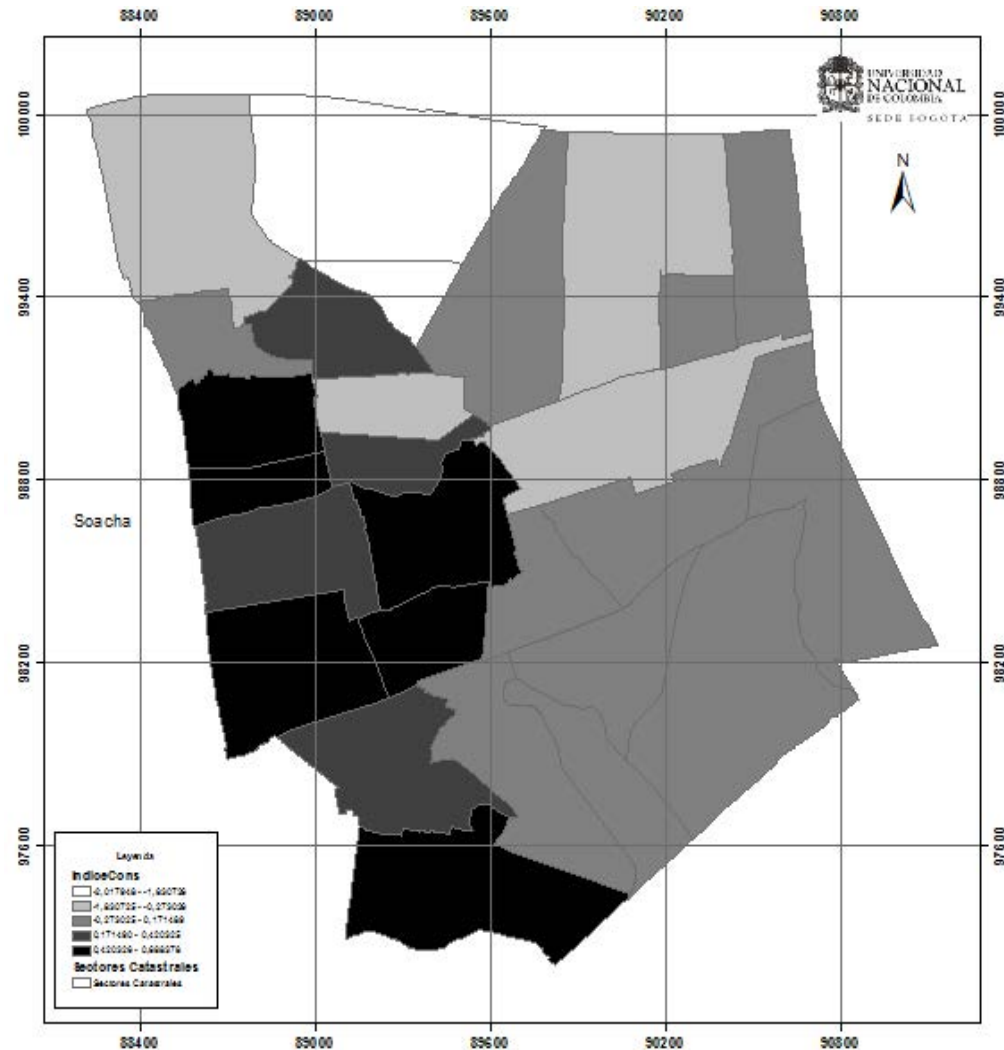 88400 89000 89600 90200 90800
UNIVERSIDAD
NACIONAL
DE COLOMBIA
SEDE BOGOTA
N
100000 100000
99400 99400
98800 98800
Soacha
98200 98200
97600 97600
Leyenda
IndiceCons
Sectores Catastrales
Sectores Catastrales
88400 89000 89600 90200 90800